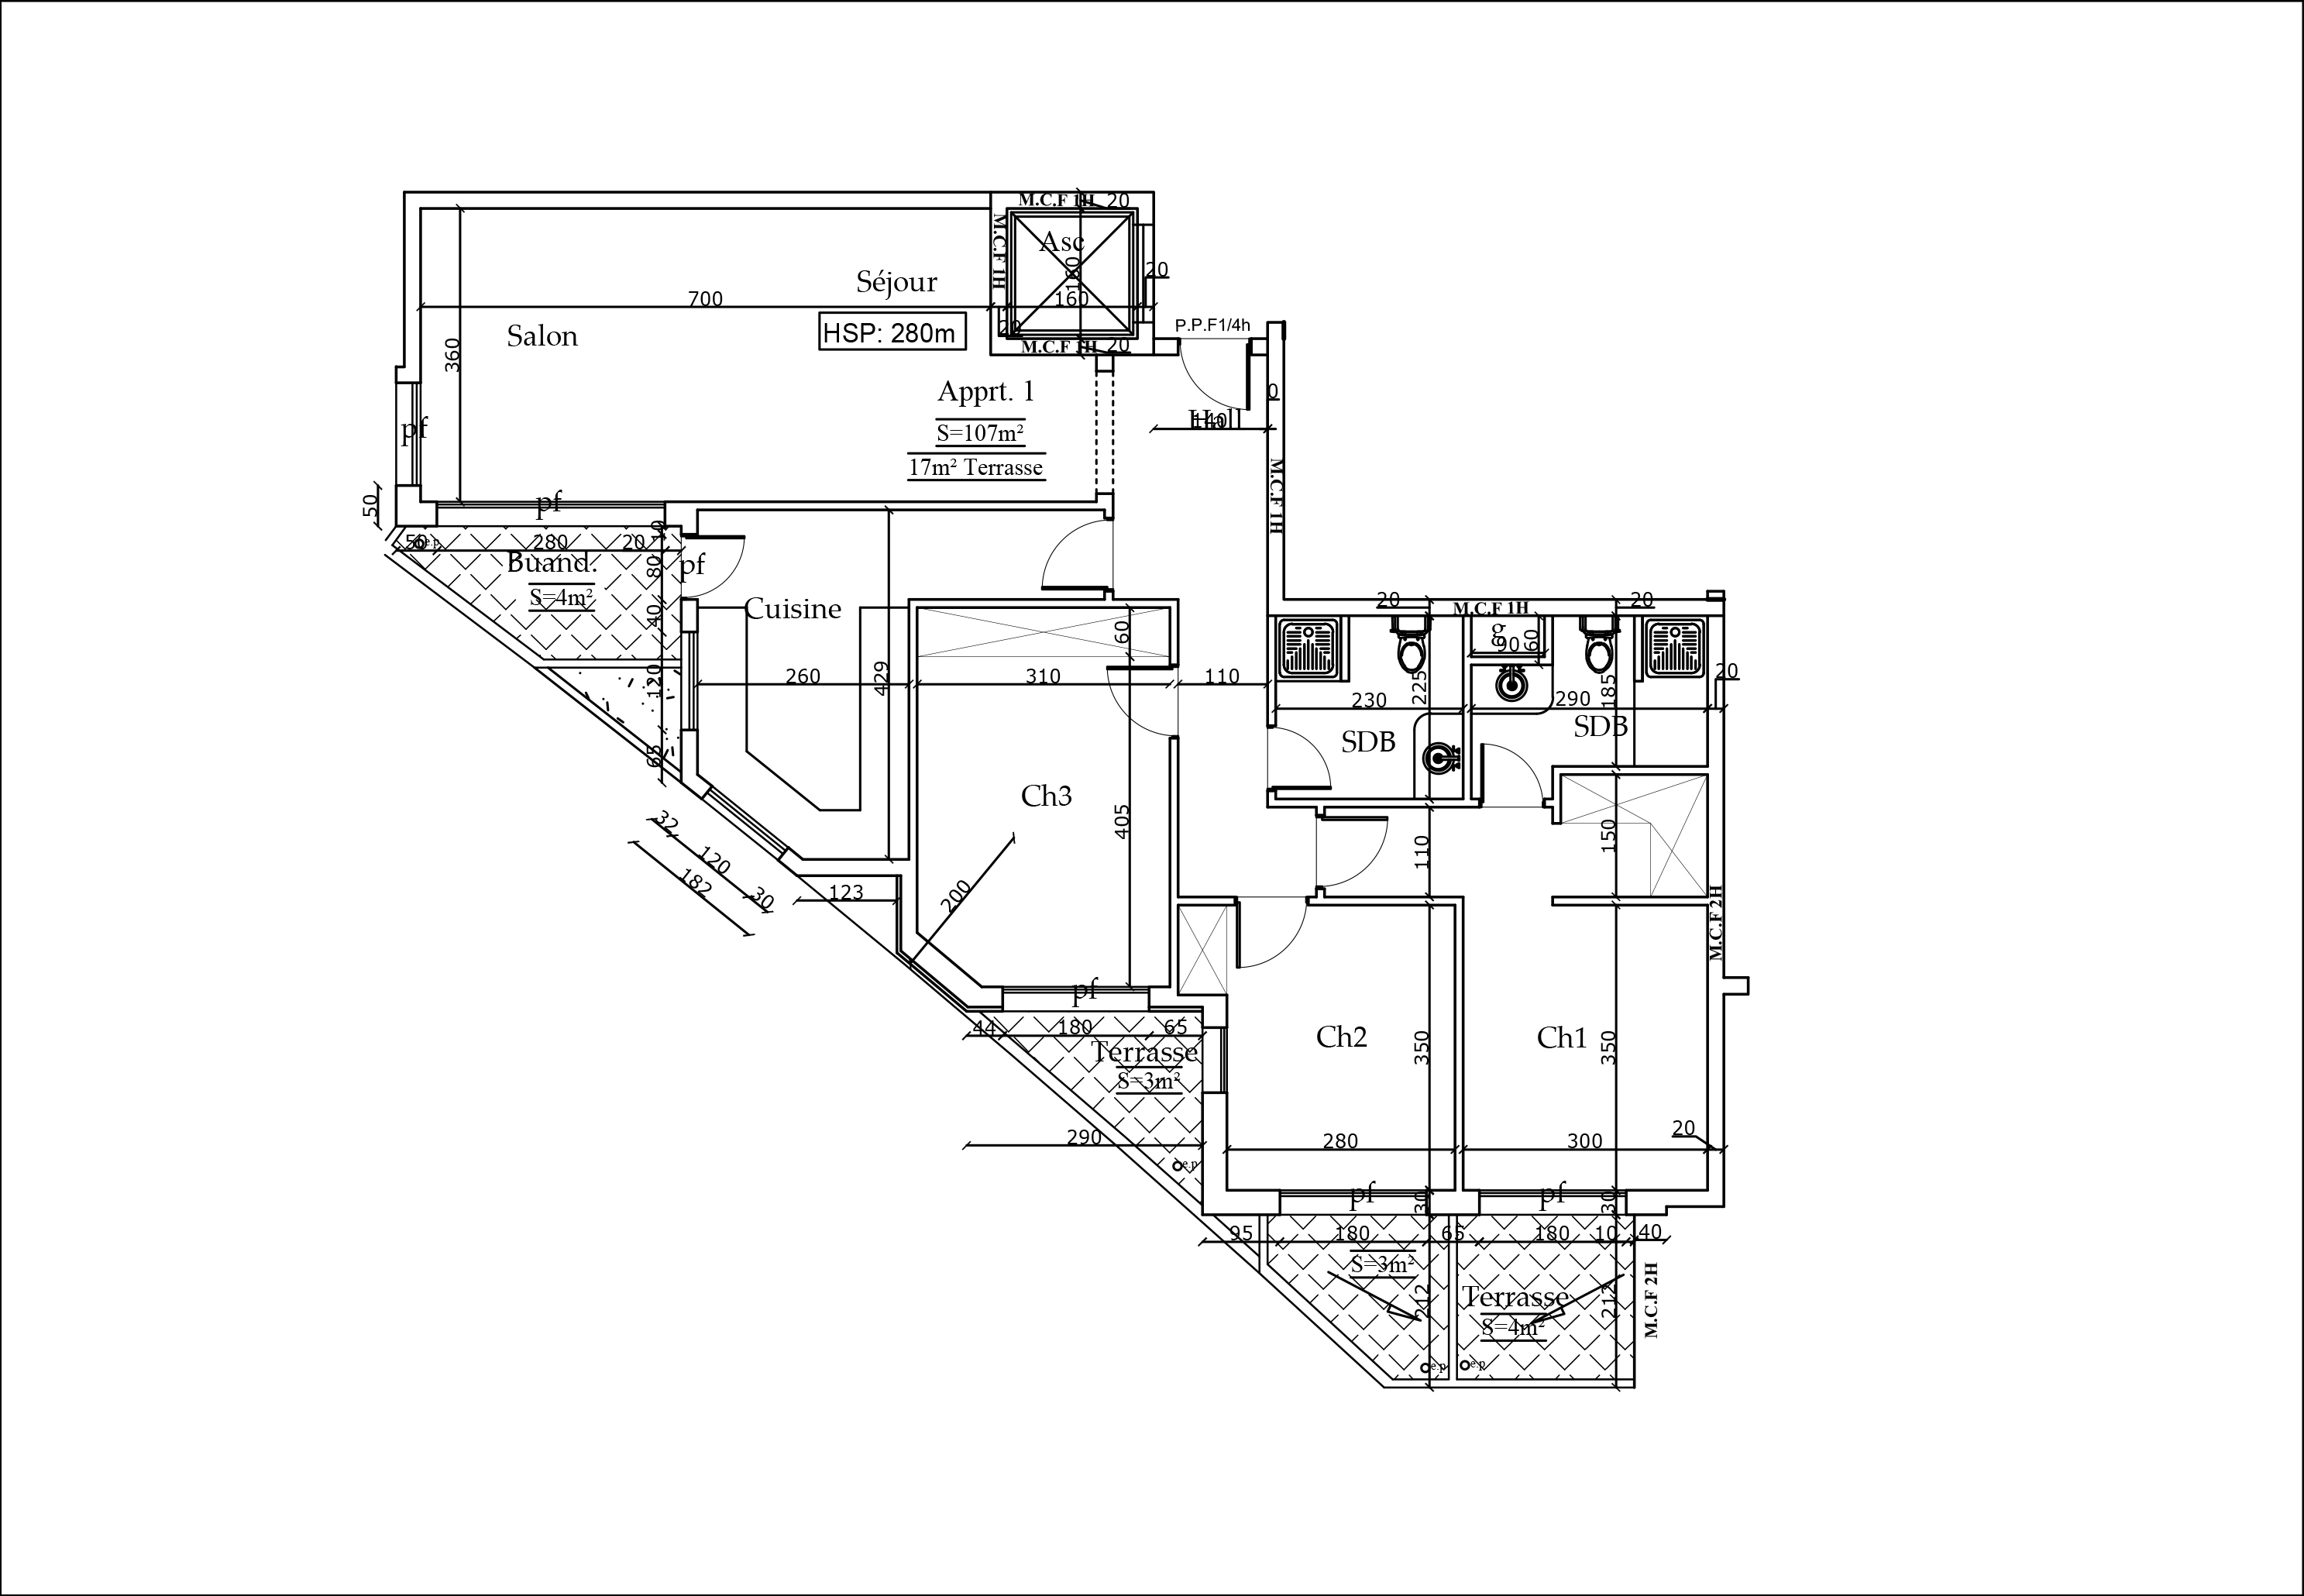 M.C.F 1H
20
M.C.F 1H
Asc
180
20
Séjour
700
160
20
HSP: 280m
Salon
360
M.C.F 1H
20
P.P.F1/4h
Apprt. 1
S=107m²
17m² Terrasse
Hall
140
M.C.F 1H
pf
pf
50
50
e.p
280
20
10
Buand.
S=4m²
80
pf
40
120
65
Cuisine
260
429
60
310
110
Ch3
405
200
32
120
30
182
123
20
M.C.F 1H
20
g
90
60
225
230
SDB
185
290
20
SDB
110
150
M.C.F 2H
pf
44
180
65
Terrasse
S=3m²
290
e.p
Ch2
350
Ch1
350
280
300
20
pf
30
pf
30
95
180
65
180
10
40
S=3m²
212
Terrasse
S=4m²
212
M.C.F 2H
e.p
e.p